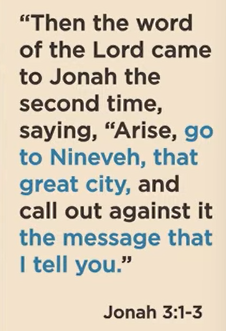 “Then the word
of the Lord came
to Jonah the
second time,
saying, “Arise, go
to Nineveh, that
great city, and
call out against it
the message that
I tell you.”
Jonah 3:1-3